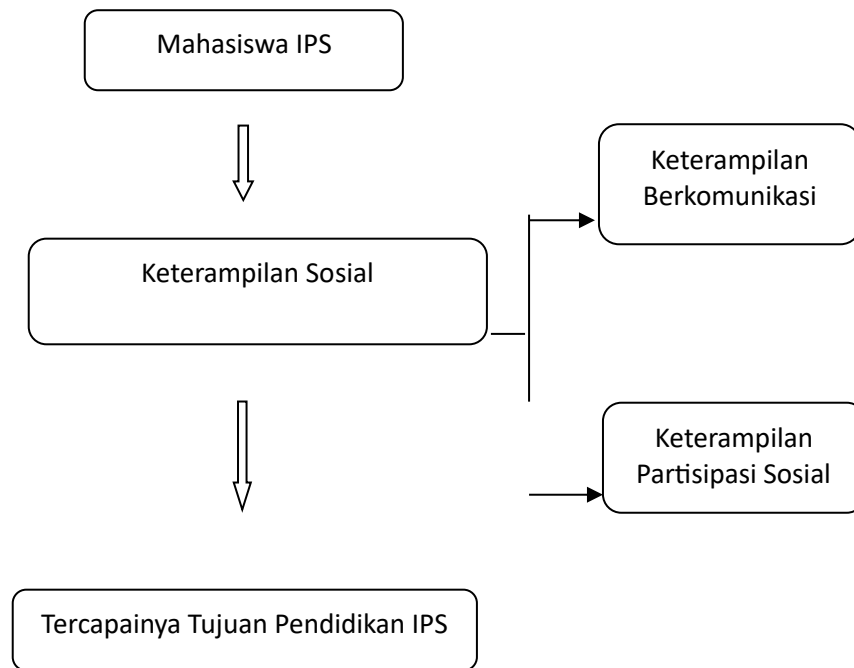 Mahasiswa IPS
Keterampilan
Berkomunikasi
Keterampilan Sosial
Keterampilan
Partisipasi Sosial
Tercapainya Tujuan Pendidikan IPS